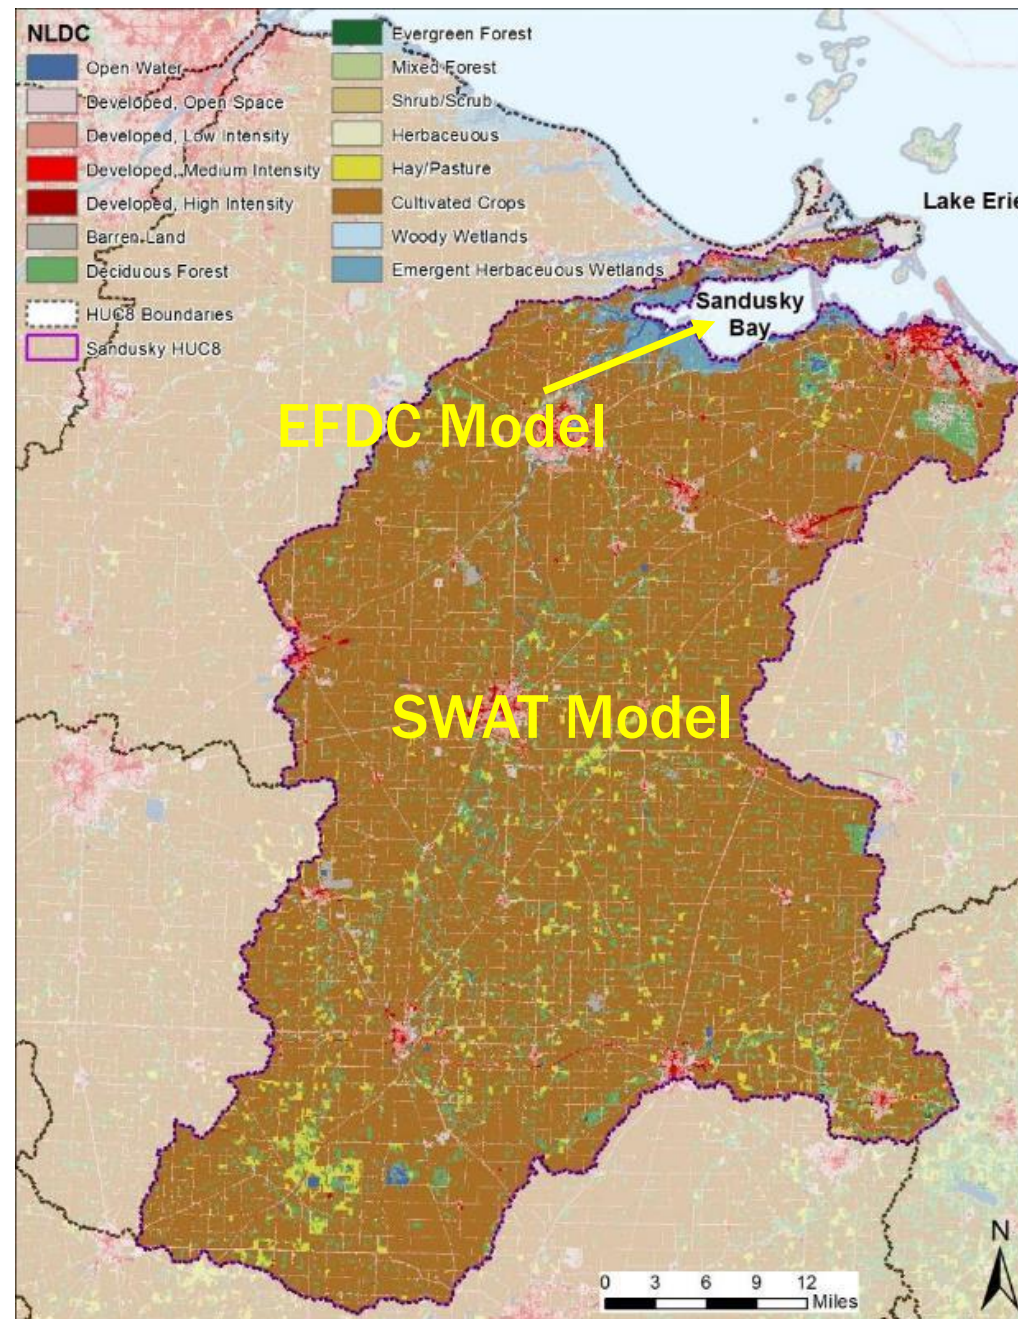 NLDC
Open Water
Developed, Open Space
Developed, Low Intensity
Developed, Medium Intensity
Developed, High Intensity
Barren Land
Deciduous Forest
HUC8 Boundaries
Sandusky HUC8
Evergreen Forest
Mixed Forest
Shrub/Scrub
Herbaceuous
Hay/Pasture
Cultivated Crops
Woody Wetlands
Emergent Herbaceuous Wetlands
Lake Erie
Sandusky
Bay
EFDC Model
SWAT Model
N
0 3 6 9 12
Miles